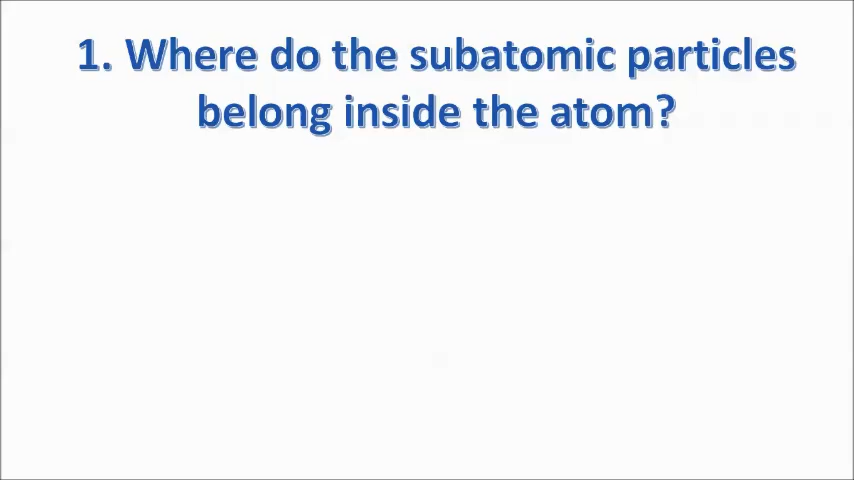 1. Where do the subatomic particles
belong inside the atom?